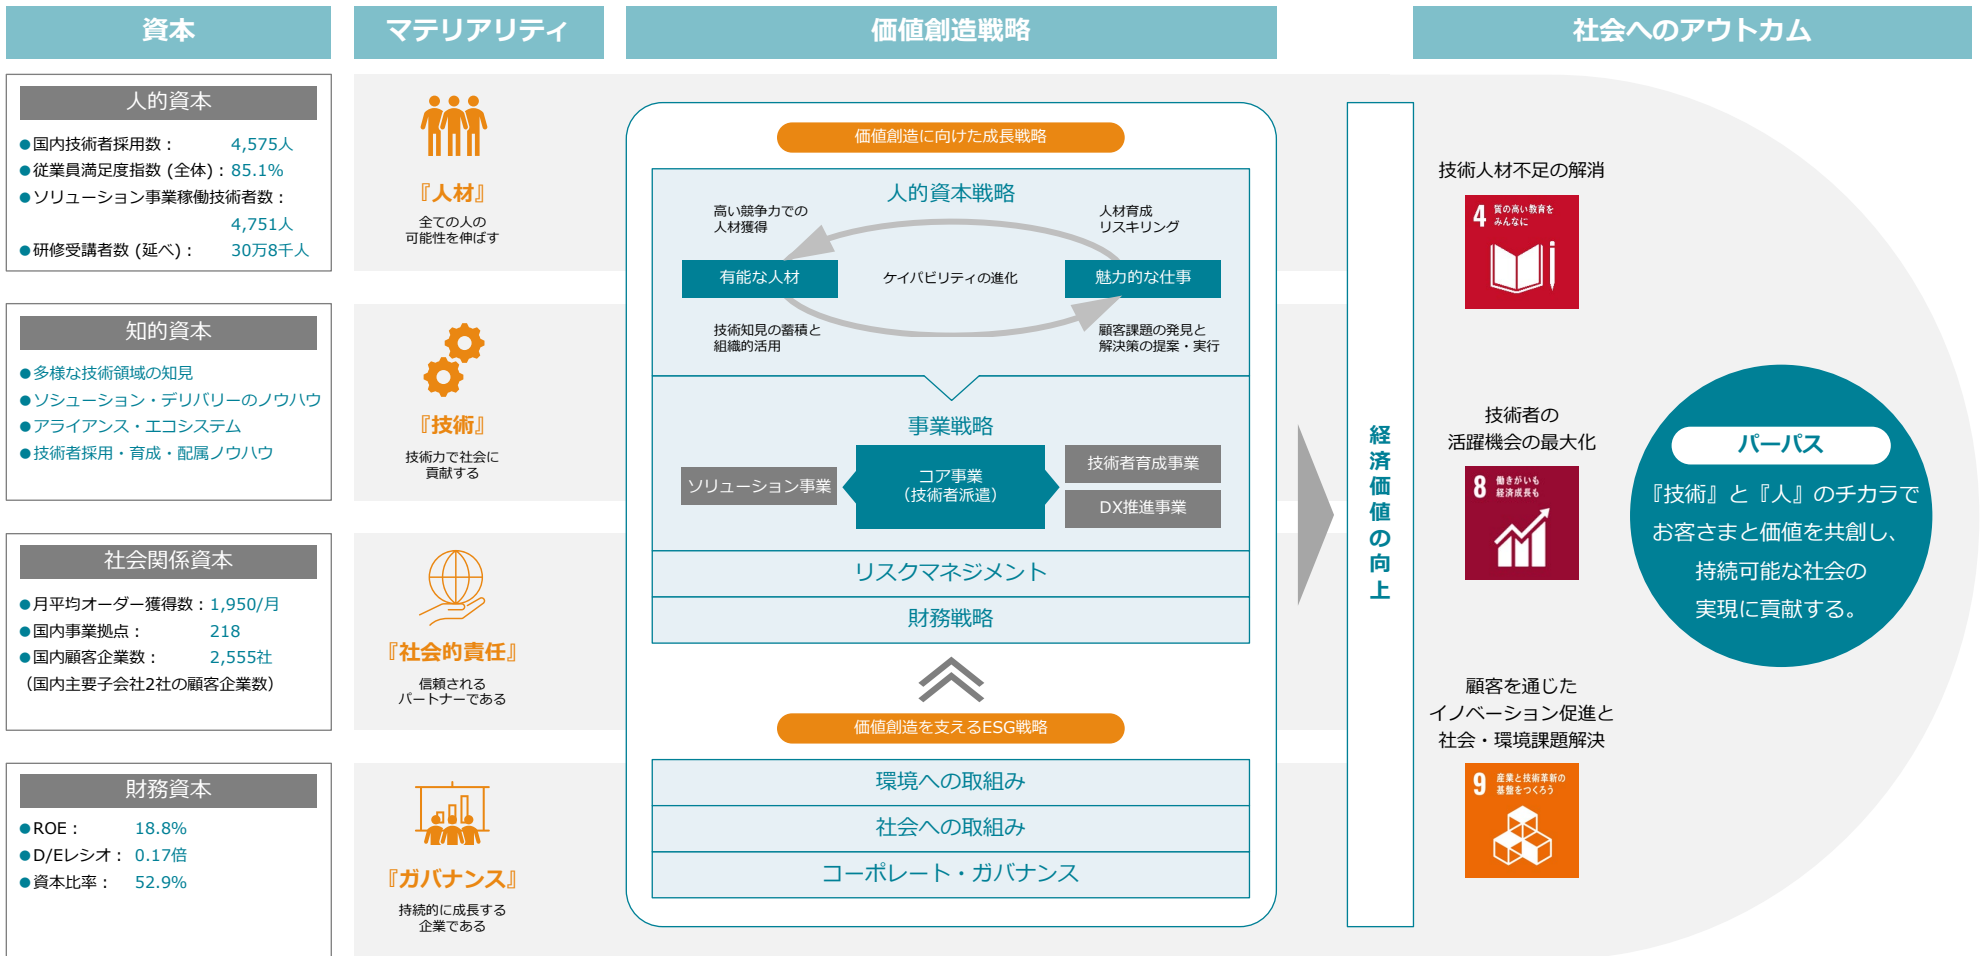 資本
マテリアリティ
価値創造戦略
社会へのアウトカム
人的資本
●国内技術者採用数： 4,575人
●従業員満足度指数 (全体)：85.1%
●ソリューション事業稼働技術者数：
4,751人
●研修受講者数 (延べ)： 30万8千人
知的資本
●多様な技術領域の知見
●ソシューション・デリバリーのノウハウ
●アライアンス・エコシステム
●技術者採用・育成・配属ノウハウ
社会関係資本
●月平均オーダー獲得数：1,950/月
●国内事業拠点： 218
●国内顧客企業数： 2,555社
（国内主要子会社2社の顧客企業数）
財務資本
●ROE： 18.8%
●D/Eレシオ： 0.17倍
●資本比率： 52.9%
『人材』
全ての人の
可能性を伸ばす
『技術』
技術力で社会に
貢献する
『社会的責任』
信頼される
パートナーである
『ガバナンス』
持続的に成長する
企業である
価値創造に向けた成長戦略
人的資本戦略
高い競争力での
人材獲得
人材育成
リスキリング
有能な人材
ケイパビリティの進化
魅力的な仕事
技術知見の蓄積と
組織的活用
顧客課題の発見と
解決策の提案・実行
事業戦略
ソリューション事業
コア事業
（技術者派遣）
技術者育成事業
DX推進事業
リスクマネジメント
財務戦略
価値創造を支えるESG戦略
環境への取組み
社会への取組み
コーポレート・ガバナンス
経済価値の向上
技術人材不足の解消
4 質の高い教育を
みんなに
技術者の
活躍機会の最大化
8 働きがいも
経済成長も
顧客を通じた
イノベーション促進と
社会・環境課題解決
9 産業と技術革新の
基盤をつくろう
パーパス
『技術』と『人』のチカラで
お客さまと価値を共創し、
持続可能な社会の
実現に貢献する。